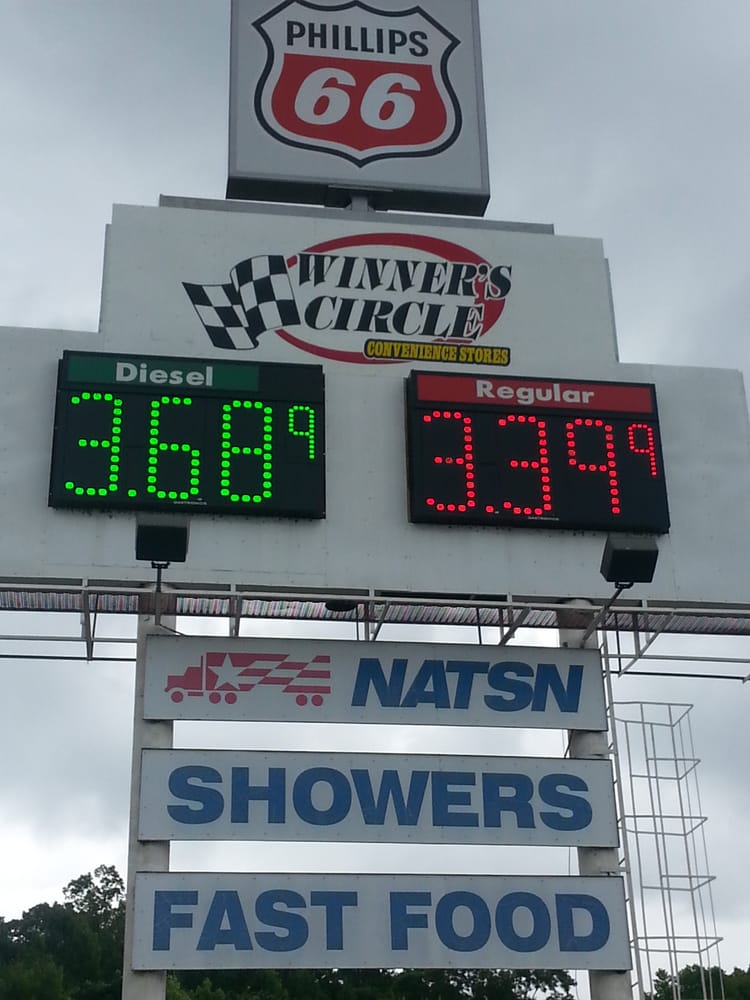 PHILLIPS
66
WINNER'S
CIRCLE
CONVENIENCE STORES
Diesel
3.68 9
Regular
3.39 9
NATSN
SHOWERS
FAST FOOD